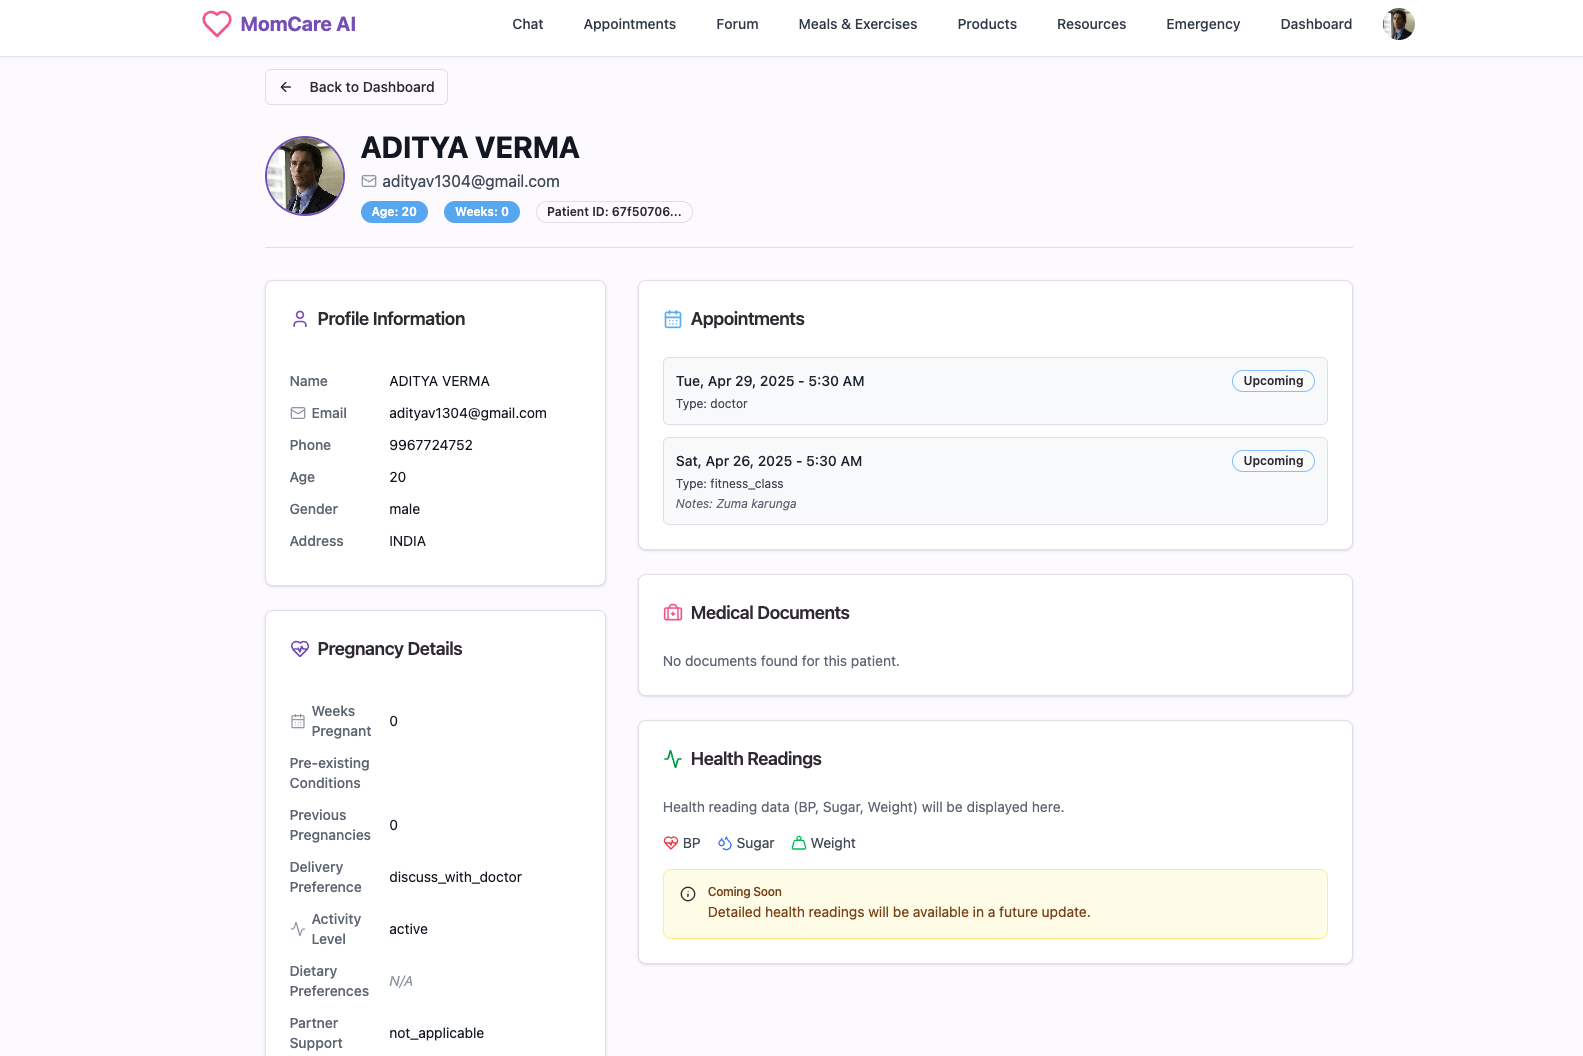 MomCare AI
Chat Appointments Forum Meals & Exercises Products Resources Emergency Dashboard
Back to Dashboard
ADITYA VERMA
adityav1304@gmail.com
Age: 20 Weeks: 0 Patient ID: 67f50706...
Profile Information
Name ADITYA VERMA
Email adityav1304@gmail.com
Phone 9967724752
Age 20
Gender male
Address INDIA
Pregnancy Details
Weeks
Pregnant 0
Pre-existing
Conditions
Previous
Pregnancies 0
Delivery
Preference discuss_with_doctor
Activity
Level active
Dietary
Preferences N/A
Partner
Support not_applicable
Appointments
Tue, Apr 29, 2025 - 5:30 AM Upcoming
Type: doctor
Sat, Apr 26, 2025 - 5:30 AM Upcoming
Type: fitness_class
Notes: Zuma karunga
Medical Documents
No documents found for this patient.
Health Readings
Health reading data (BP, Sugar, Weight) will be displayed here.
BP Sugar Weight
Coming Soon
Detailed health readings will be available in a future update.